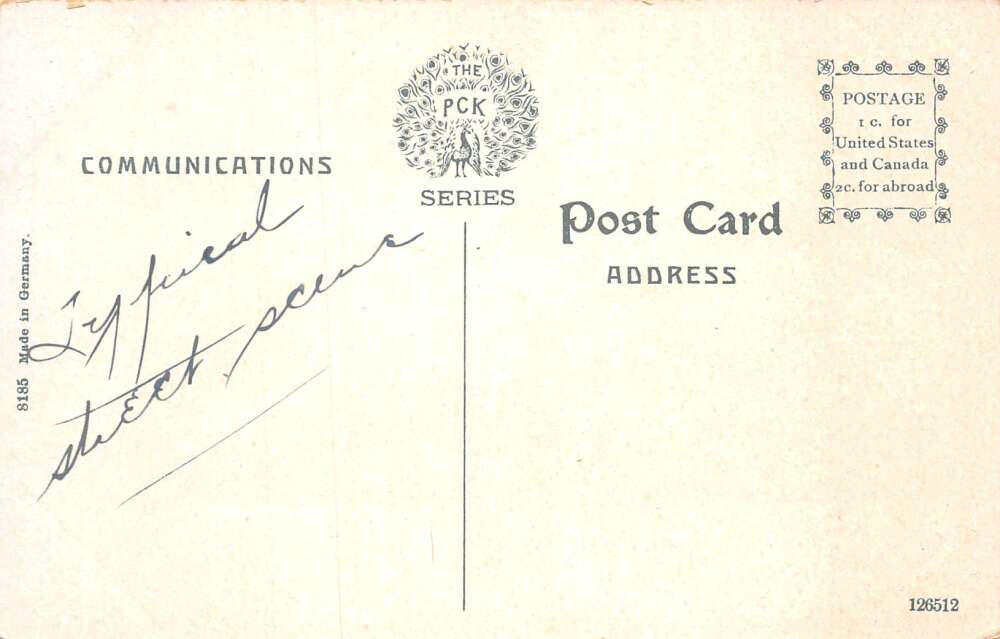 THE
PCK
SERIES
COMMUNICATIONS
Typical
street scene
8185 Made in Germany.
Post Card
ADDRESS
POSTAGE
1 c. for
United States
and Canada
2c. for abroad
126512